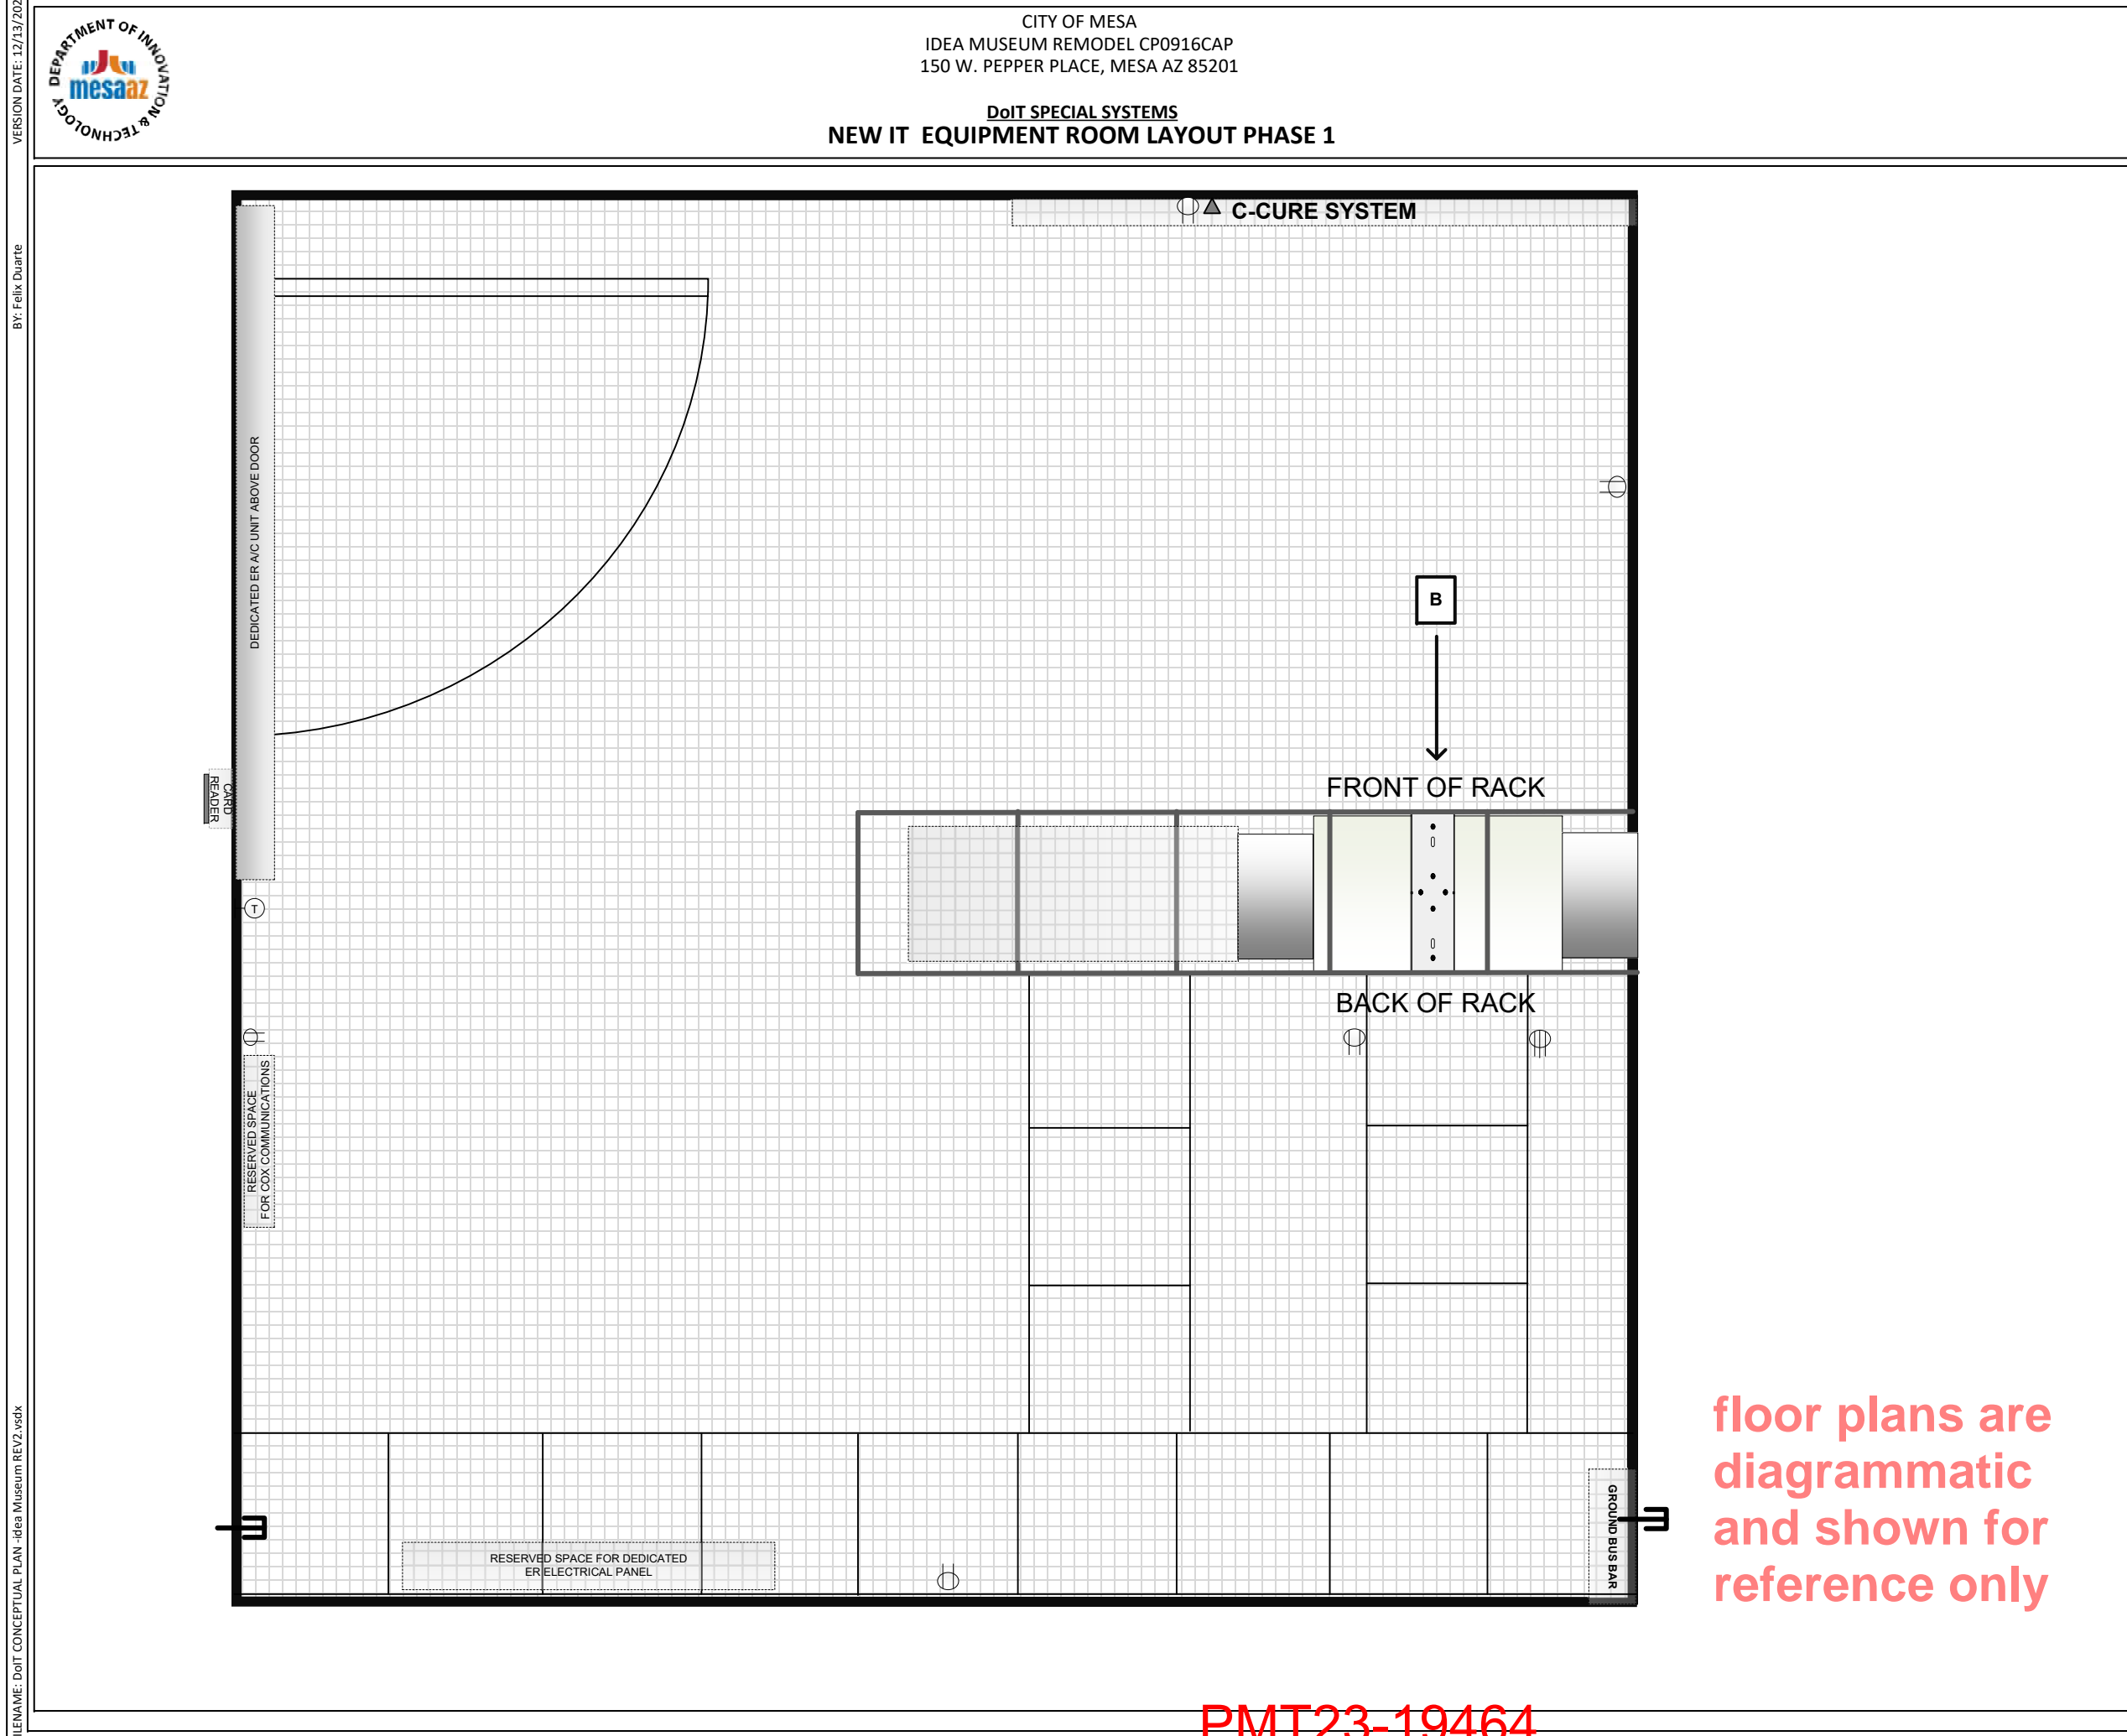 VERSION DATE: 12/13/202
BY: Felix Duarte
ILENAME: DoIT CONCEPTUAL PLAN -idea Museum REV2.vsdx
DEPARTMENT OF INNOVATION & TECHNOLOGY
mesaaz
CITY OF MESA
IDEA MUSEUM REMODEL CP0916CAP
150 W. PEPPER PLACE, MESA AZ 85201
DoIT SPECIAL SYSTEMS
NEW IT EQUIPMENT ROOM LAYOUT PHASE 1
C-CURE SYSTEM
DEDICATED ER A/C UNIT ABOVE DOOR
B
FRONT OF RACK
CARD
READER
T
BACK OF RACK
RESERVED SPACE
FOR COX COMMUNICATIONS
RESERVED SPACE FOR DEDICATED
ER ELECTRICAL PANEL
GROUND BUS BAR
floor plans are
diagrammatic
and shown for
reference only
PMT23-19464